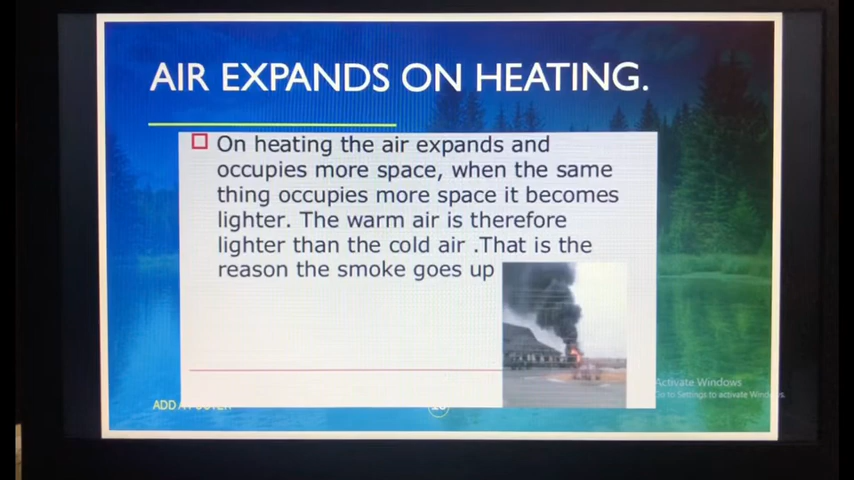 AIR EXPANDS ON HEATING.
On heating the air expands and
occupies more space, when the same
thing occupies more space it becomes
lighter. The warm air is therefore
lighter than the cold air .That is the
reason the smoke goes up
Activate Windows
Go to Settings to activate Windows.
ADD A FOOTER